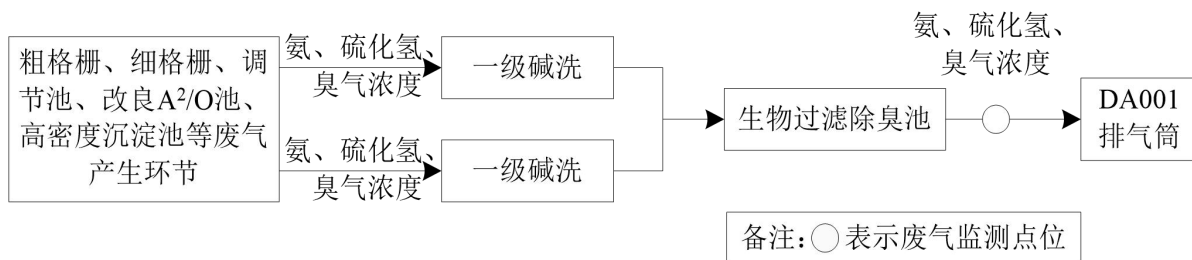 粗格栅、细格栅、调
节池、改良A²/O池、
高密度沉淀池等废气
产生环节
氨、硫化氢、
臭气浓度
一级碱洗
氨、硫化氢、
臭气浓度
一级碱洗
生物过滤除臭池
氨、硫化氢、
臭气浓度
DA001
排气筒
备注:○表示废气监测点位